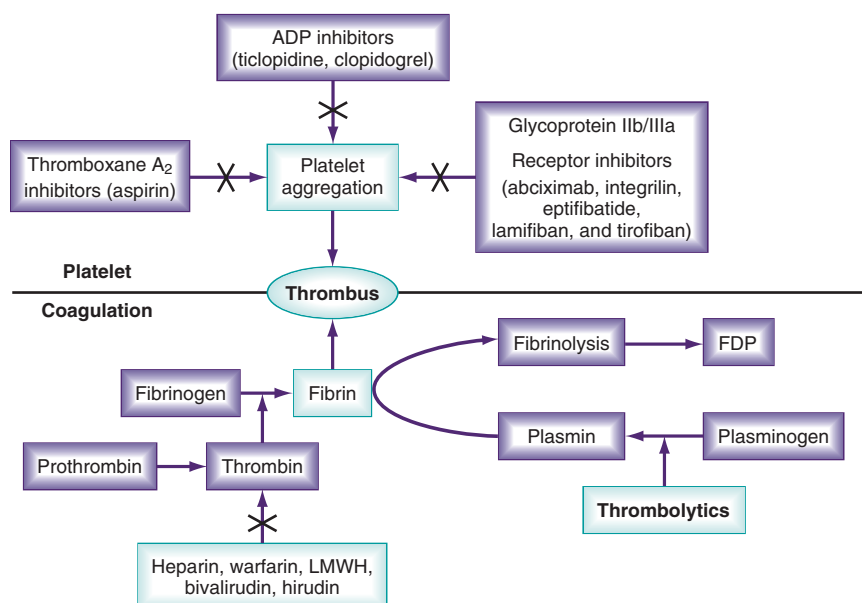 ADP inhibitors
(ticlopidine, clopidogrel)
Glycoprotein IIb/IIIa
Receptor inhibitors
(abciximab, integrilin,
eptifibatide,
lamifiban, and tirofiban)
Thromboxane A₂
inhibitors (aspirin)
Platelet
aggregation
Platelet
Thrombus
Coagulation
Fibrinolysis
FDP
Fibrinogen
Fibrin
Plasmin
Plasminogen
Prothrombin
Thrombin
Thrombolytics
Heparin, warfarin, LMWH,
bivalirudin, hirudin